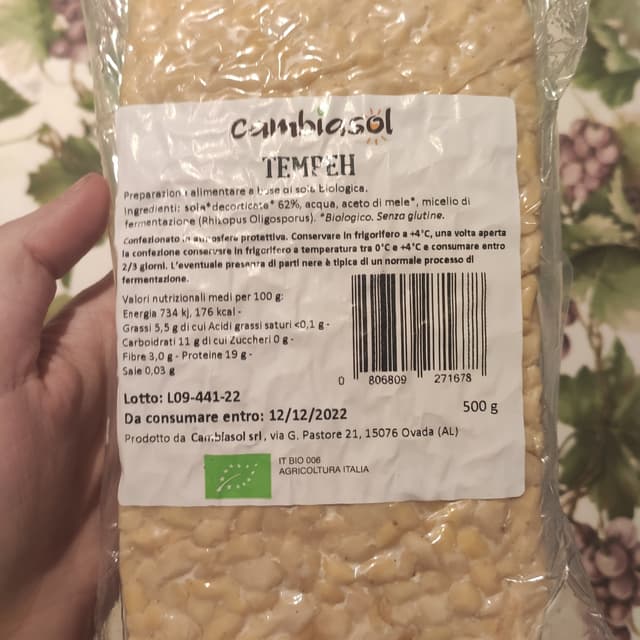 cambiasol
TEMPEH
Preparazione alimentare a base di soia biologica.
Ingredienti: soia*decorticata* 62%, acqua, aceto di mele*, micelio di
fermentazione (Rhizopus Oligosporus). *Biologico. Senza glutine.
Confezionato in atmosfera protettiva. Conservare in frigorifero a +4°C, una volta aperta
la confezione conservare in frigorifero a temperatura tra 0°C e +4°C e consumare entro
2/3 giorni. L'eventuale presenza di parti nere è tipica di un normale processo di
fermentazione.
Valori nutrizionali medi per 100 g:
Energia 734 kj, 176 kcal -
Grassi 5,5 g di cui Acidi grassi saturi <0,1 g -
Carboidrati 11 g di cui Zuccheri 0 g -
Fibre 3,0 g - Proteine 19 g -
Sale 0,03 g
0 806809 271678
Lotto: L09-441-22
500 g
Da consumare entro: 12/12/2022
Prodotto da Cambiasol srl, via G. Pastore 21, 15076 Ovada (AL)
IT BIO 006
AGRICOLTURA ITALIA